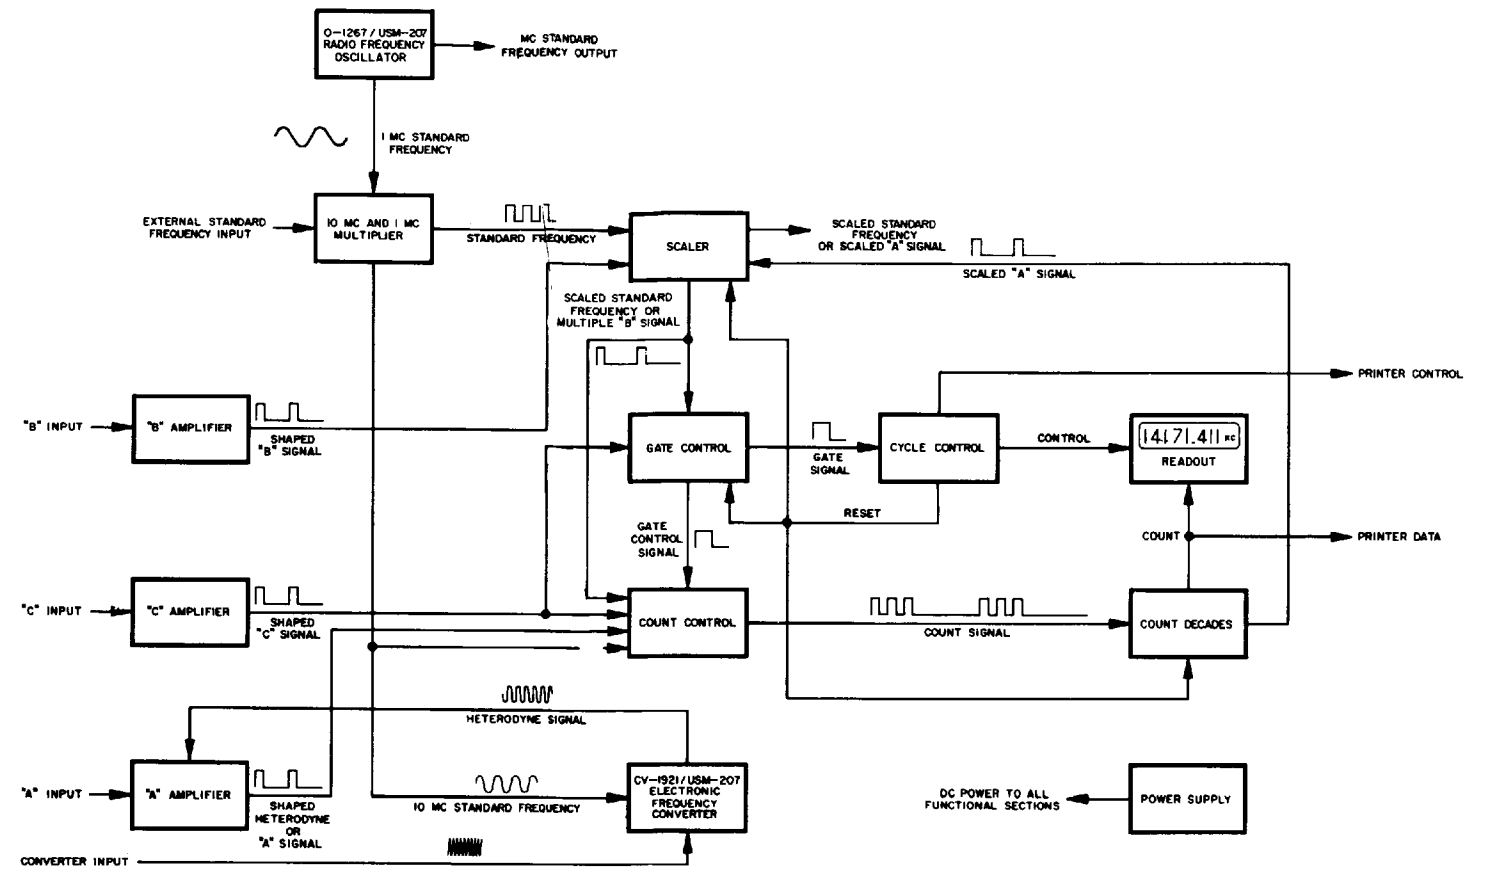 O-1267/USM-207
RADIO FREQUENCY
OSCILLATOR
MC STANDARD
FREQUENCY OUTPUT
1 MC STANDARD
FREQUENCY
EXTERNAL STANDARD
FREQUENCY INPUT
10 MC AND 1 MC
MULTIPLIER
STANDARD FREQUENCY
SCALER
SCALED STANDARD
FREQUENCY
OR SCALED "A" SIGNAL
SCALED "A" SIGNAL
SCALED STANDARD
FREQUENCY OR
MULTIPLE "B" SIGNAL
PRINTER CONTROL
"B" INPUT
"B" AMPLIFIER
SHAPED
"B" SIGNAL
GATE CONTROL
GATE
SIGNAL
CYCLE CONTROL
CONTROL
14171.411 KC
READOUT
RESET
GATE
CONTROL
SIGNAL
COUNT
PRINTER DATA
"C" INPUT
"C" AMPLIFIER
SHAPED
"C" SIGNAL
COUNT CONTROL
COUNT SIGNAL
COUNT DECADES
HETERODYNE SIGNAL
"A" INPUT
"A" AMPLIFIER
SHAPED
HETERODYNE
OR
"A" SIGNAL
10 MC STANDARD FREQUENCY
CV-1921/USM-207
ELECTRONIC
FREQUENCY
CONVERTER
DC POWER TO ALL
FUNCTIONAL SECTIONS
POWER SUPPLY
CONVERTER INPUT